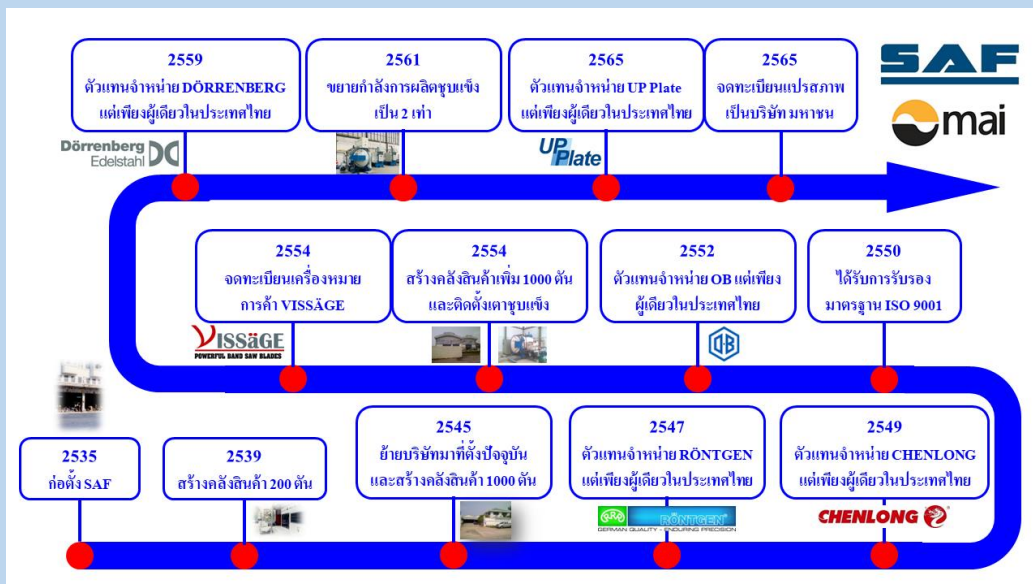 2559
ตัวแทนจำหน่าย DÖRRENBERG
แต่เพียงผู้เดียวในประเทศไทย
Dörrenberg
Edelstahl
2561
ขยายกำลังการผลิตชุบแข็ง
เป็น 2 เท่า
2565
ตัวแทนจำหน่าย UP Plate
แต่เพียงผู้เดียวในประเทศไทย
UP
Plate
2565
จดทะเบียนแปรสภาพ
เป็นบริษัท มหาชน
SAF
mai
2554
จดทะเบียนเครื่องหมาย
การค้า VISSÄGE
VISSÄGE
POWERFUL BAND SAW BLADES
2554
สร้างคลังสินค้าเพิ่ม 1000 ตัน
และติดตั้งเตาชุบแข็ง
2552
ตัวแทนจำหน่าย OB แต่เพียง
ผู้เดียวในประเทศไทย
OB
2550
ได้รับการรับรอง
มาตรฐาน ISO 9001
2535
ก่อตั้ง SAF
2539
สร้างคลังสินค้า 200 ตัน
2545
ย้ายบริษัทมาที่ตั้งปัจจุบัน
และสร้างคลังสินค้า 1000 ตัน
2547
ตัวแทนจำหน่าย RÖNTGEN
แต่เพียงผู้เดียวในประเทศไทย
RÖNTGEN
GERMAN QUALITY - ENDURING PRECISION
2549
ตัวแทนจำหน่าย CHENLONG
แต่เพียงผู้เดียวในประเทศไทย
CHENLONG